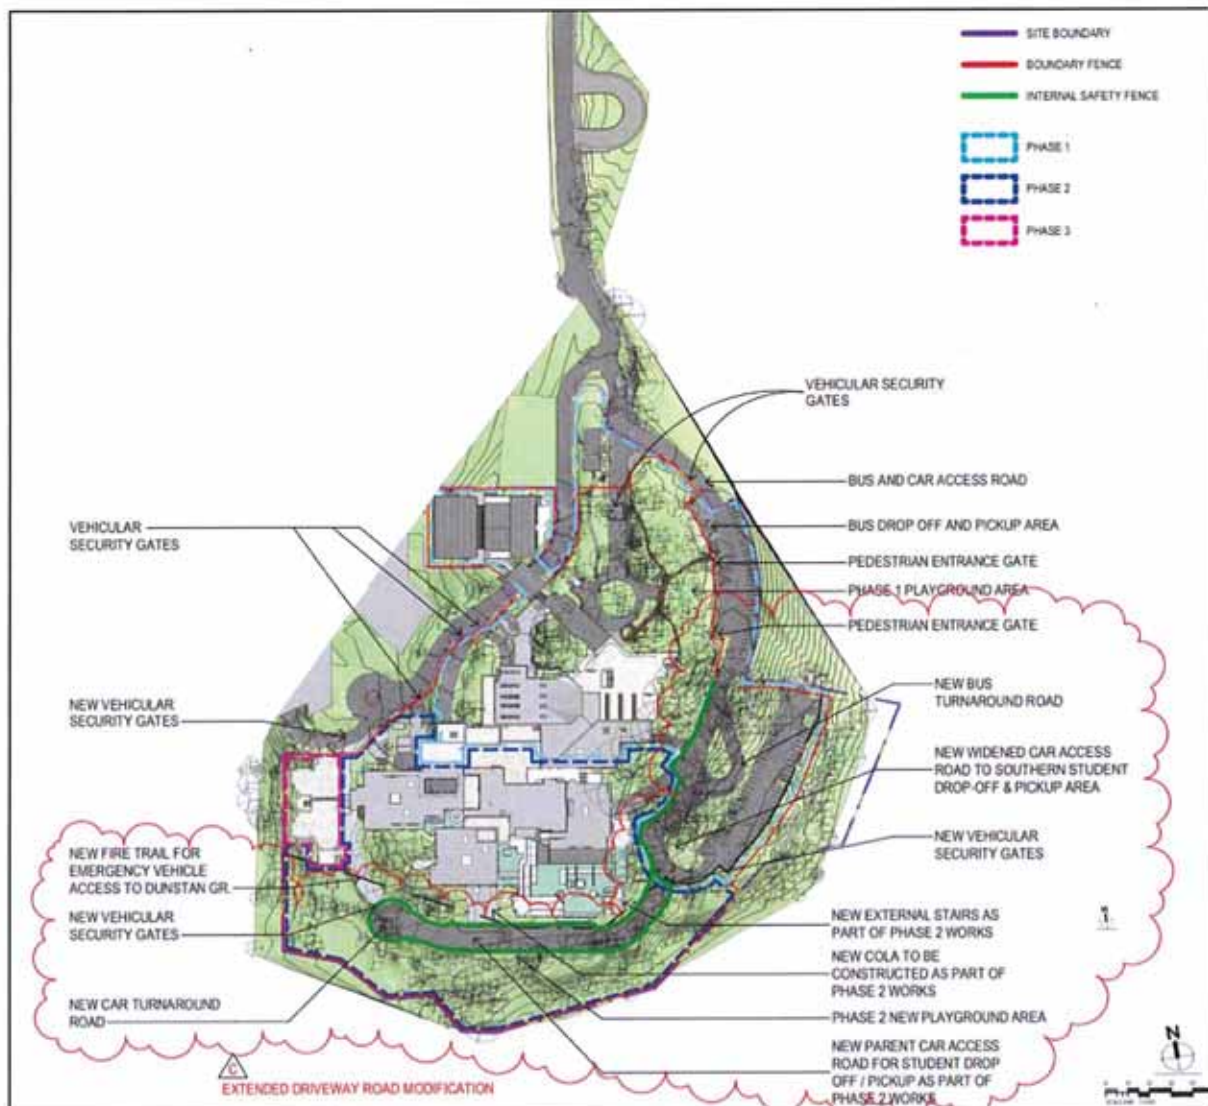 SITE BOUNDARY
BOUNDARY FENCE
INTERNAL SAFETY FENCE
PHASE 1
PHASE 2
PHASE 3
VEHICULAR SECURITY
GATES
BUS AND CAR ACCESS ROAD
BUS DROP OFF AND PICKUP AREA
PEDESTRIAN ENTRANCE GATE
PHASE 1 PLAYGROUND AREA
PEDESTRIAN ENTRANCE GATE
NEW BUS
TURNAROUND ROAD
NEW WIDENED CAR ACCESS
ROAD TO SOUTHERN STUDENT
DROP-OFF & PICKUP AREA
NEW VEHICULAR
SECURITY GATES
NEW EXTERNAL STAIRS AS
PART OF PHASE 2 WORKS
NEW COLA TO BE
CONSTRUCTED AS PART OF
PHASE 2 WORKS
PHASE 2 NEW PLAYGROUND AREA
NEW PARENT CAR ACCESS
ROAD FOR STUDENT DROP
OFF / PICKUP AS PART OF
PHASE 2 WORKS
VEHICULAR
SECURITY GATES
NEW VEHICULAR
SECURITY GATES
NEW FIRE TRAIL FOR
EMERGENCY VEHICLE
ACCESS TO DUNSTAN GR.
NEW VEHICULAR
SECURITY GATES
NEW CAR TURNAROUND
ROAD
C
EXTENDED DRIVEWAY ROAD MODIFICATION
N